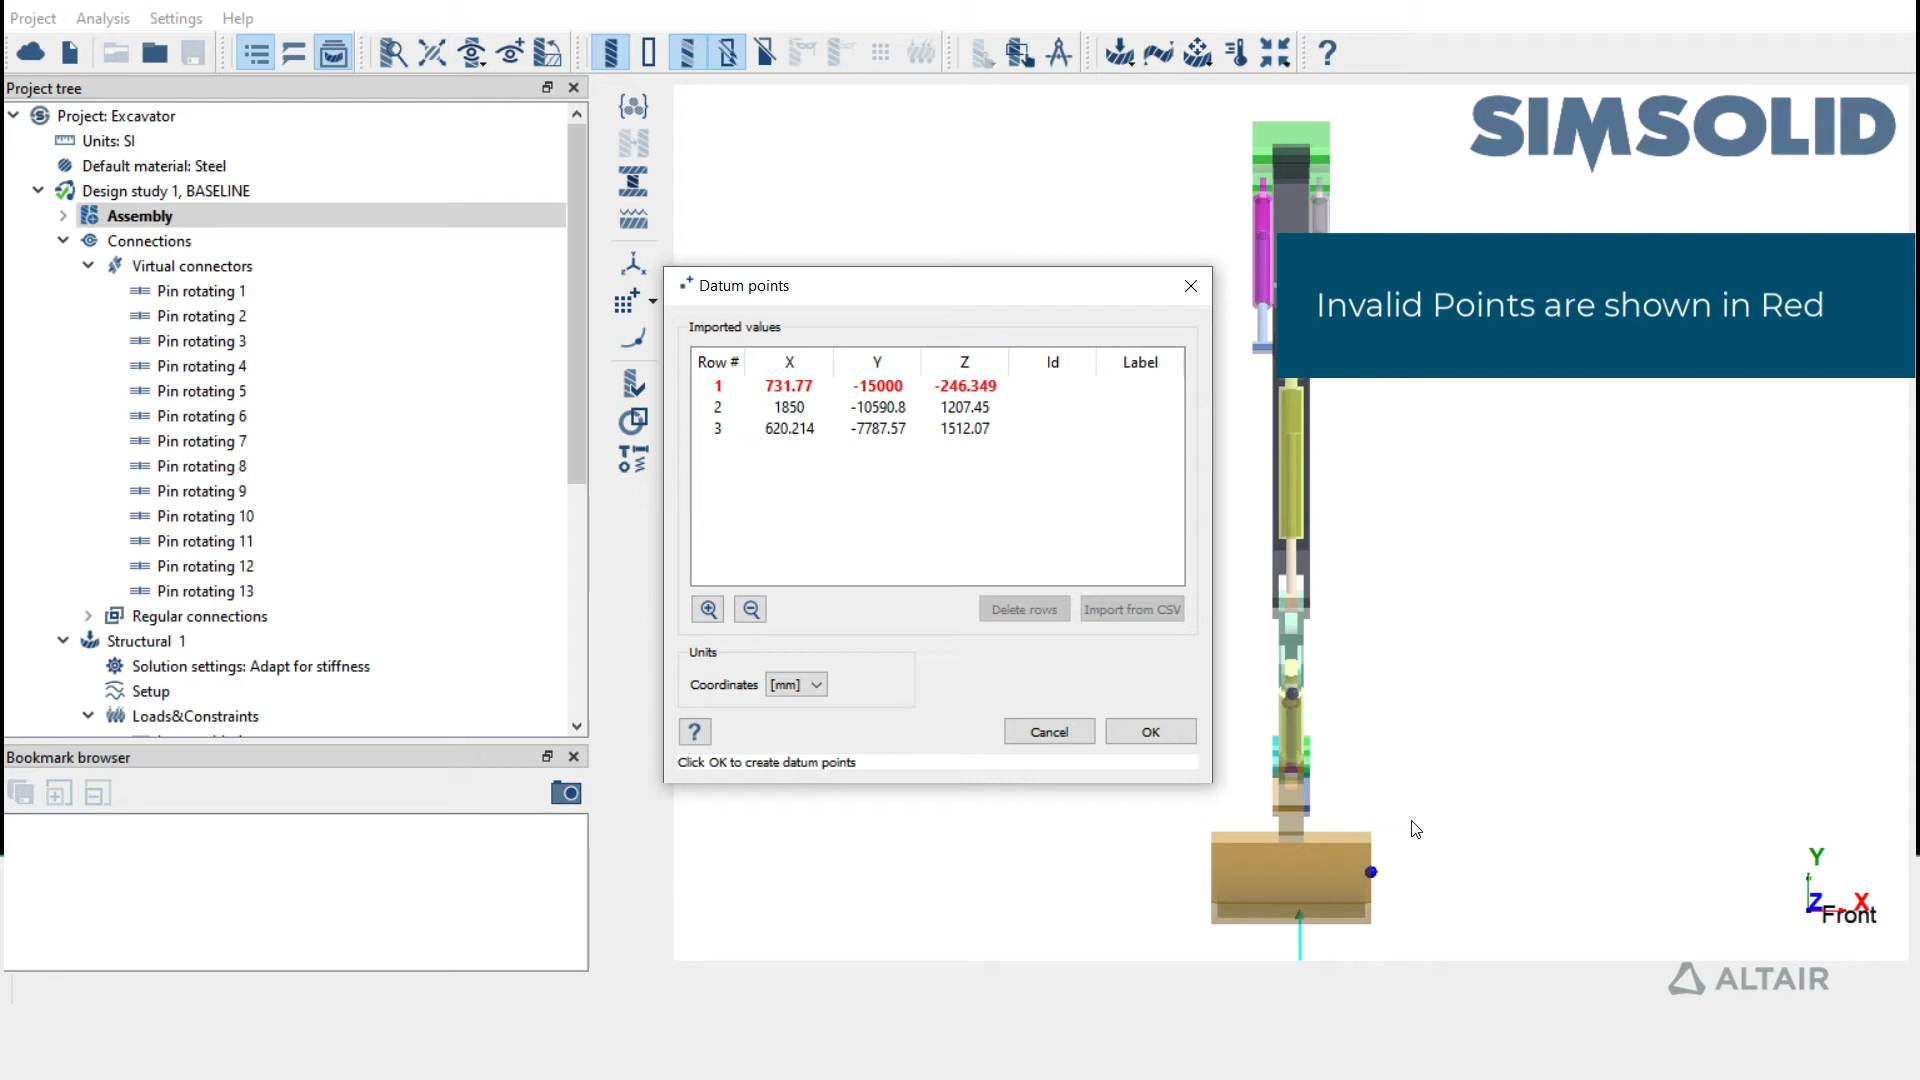 Project Analysis Settings Help
Project tree
Project: Excavator
Units: SI
Default material: Steel
Design study 1, BASELINE
Assembly
Connections
Virtual connectors
Pin rotating 1
Pin rotating 2
Pin rotating 3
Pin rotating 4
Pin rotating 5
Pin rotating 6
Pin rotating 7
Pin rotating 8
Pin rotating 9
Pin rotating 10
Pin rotating 11
Pin rotating 12
Pin rotating 13
Regular connections
Structural 1
Solution settings: Adapt for stiffness
Setup
Loads&Constraints
Bookmark browser
Datum points
Imported values
Row # X Y Z Id Label
1 731.77 -15000 -246.349
2 1850 -10590.8 1207.45
3 620.214 -7787.57 1512.07
Delete rows Import from CSV
Units
Coordinates [mm]
? Cancel OK
Click OK to create datum points
SIMSOLID
Invalid Points are shown in Red
Y
Z X
Front
ALTAIR